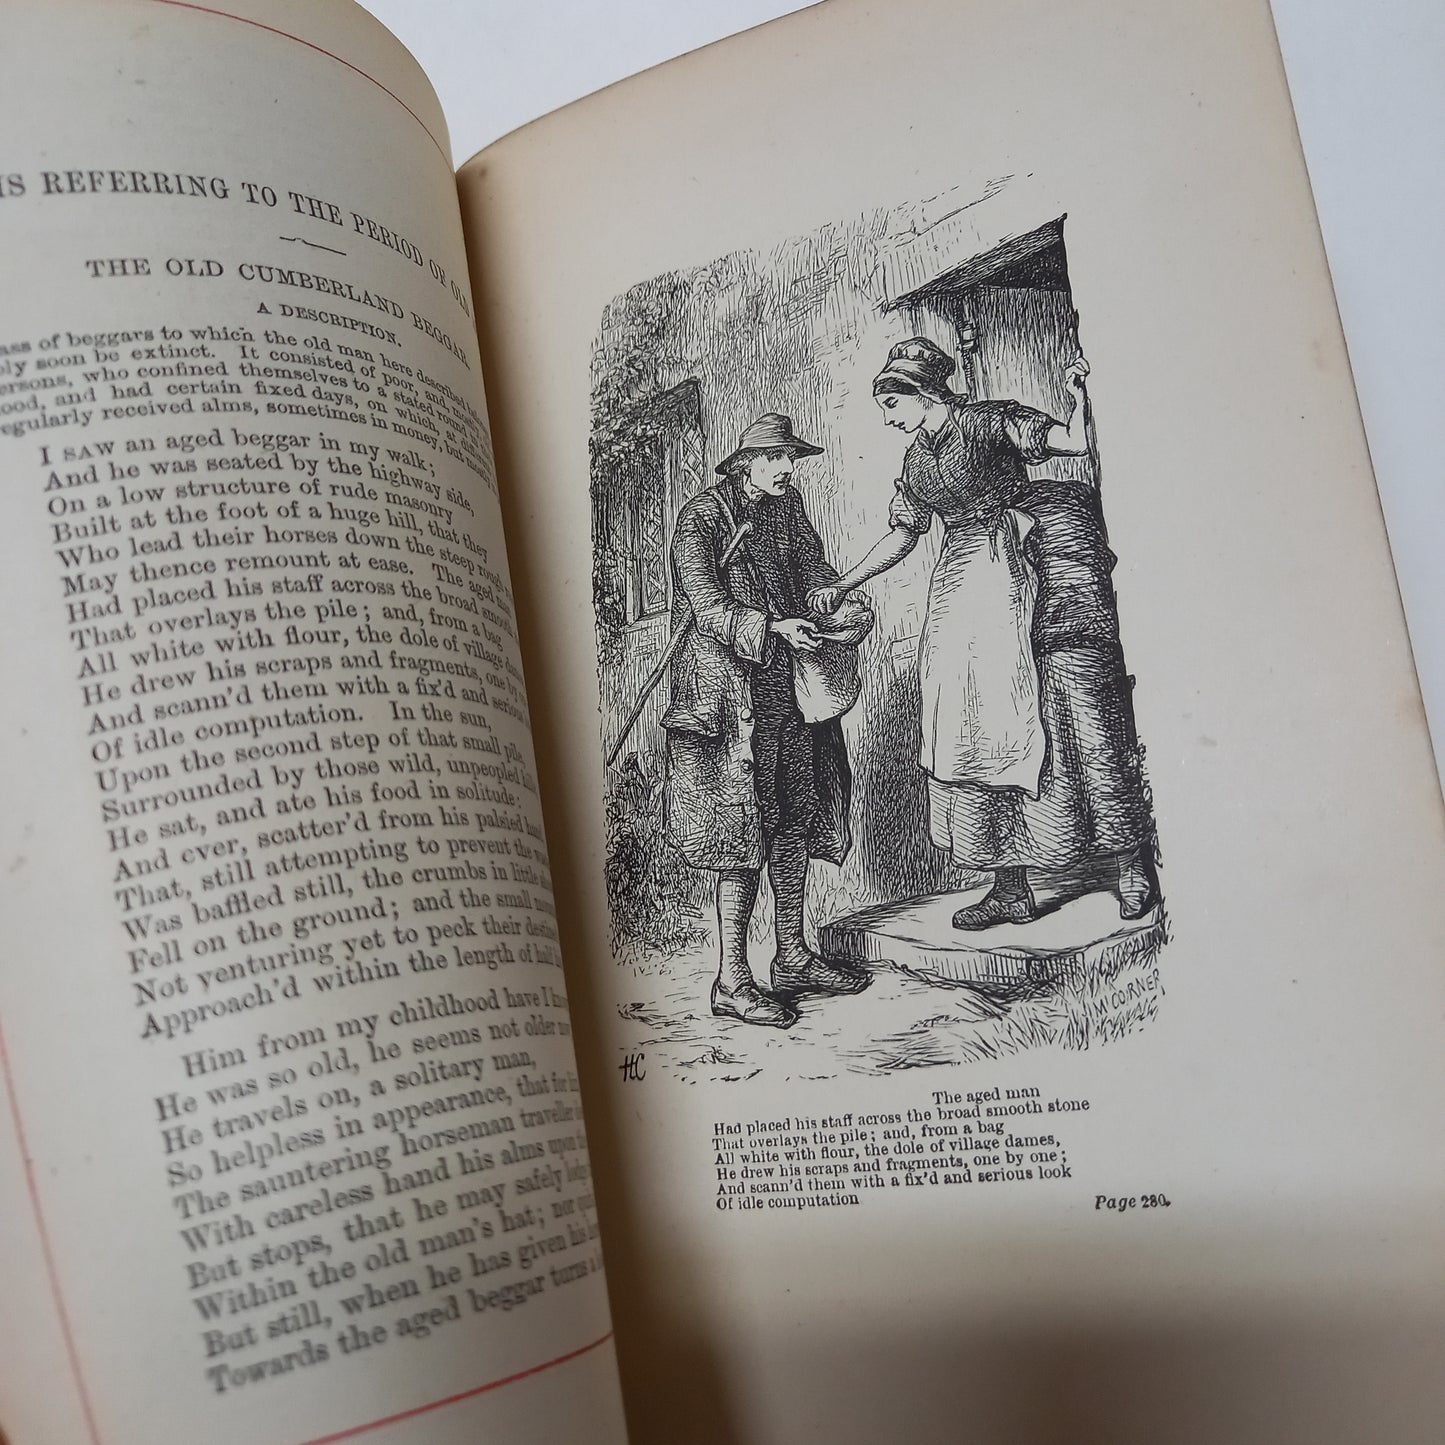 REFERRING TO THE PERIOD OF OLD
THE OLD CUMBERLAND BEGGAR
A DESCRIPTION.
of beggars to which the old man here described
soon be extinct. It consisted of poor, and
who confined themselves to a stated round in
and had certain fixed days, on which, at different
regularly received alms, sometimes in money, but mostly in
I SAW an aged beggar in my walk;
And he was seated by the highway side,
On a low structure of rude masonry
Built at the foot of a huge hill, that they
Who lead their horses down the steep rough
May thence remount at ease. The aged man
Had placed his staff across the broad smooth
That overlays the pile; and, from a bag
All white with flour, the dole of village
He drew his scraps and fragments, one by
And scann'd them with a fix'd and serious
Of idle computation. In the sun,
Upon the second step of that small pile,
Surrounded by those wild, unpeopled hills
He sat, and ate his food in solitude:
And ever, scatter'd from his palsied hand
That, still attempting to prevent the
Was baffled still, the crumbs in little
Fell on the ground; and the small
Not venturing yet to peck their
Approach'd within the length of half
Him from my childhood have I
He was so old, he seems not older
He travels on, a solitary man,
So helpless in appearance, that for
The sauntering horseman traveller
With careless hand his alms upon
But stops, that he may safely lodge
Within the old man's hat; nor
But still, when he has given his
Towards the aged beggar turns a
M'CORNER
HC
The aged man
Had placed his staff across the broad smooth stone
That overlays the pile; and, from a bag
All white with flour, the dole of village dames,
He drew his scraps and fragments, one by one;
And scann'd them with a fix'd and serious look
Of idle computation
Page 280.